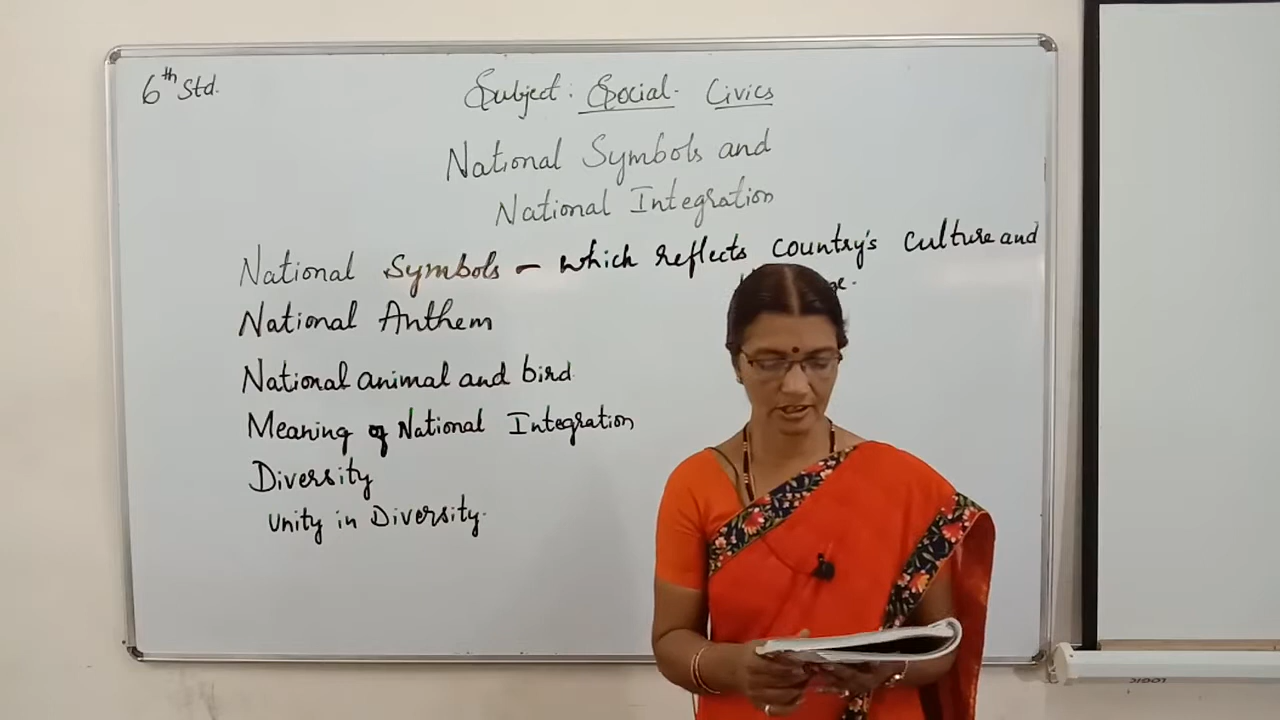 6th Std.
Subject: Social. Civics
National Symbols and
National Integration
National Symbols - which reflects country's culture and
National Anthem
National animal and bird
Meaning of National Integration
Diversity
Unity in Diversity.
LOGIC